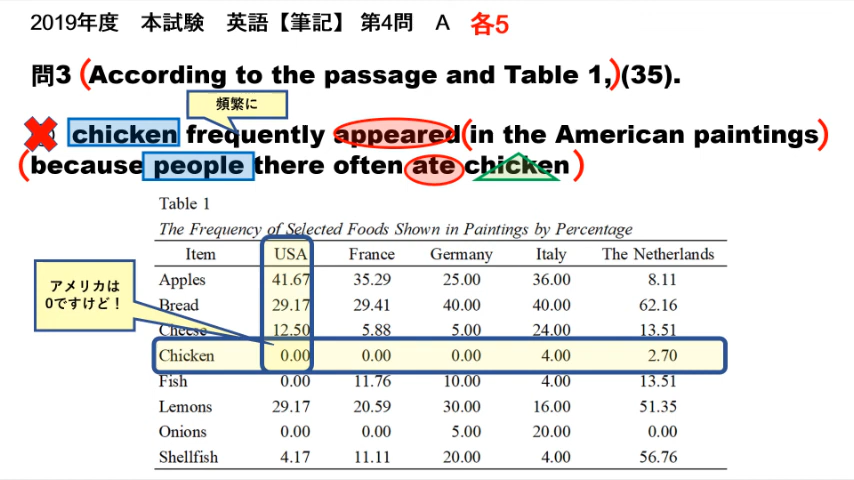 2019年度 本試験 英語【筆記】 第4問 A 各5
問3 (According to the passage and Table 1,)(35).
頻繁に
chicken frequently appeared(in the American paintings)
(because people there often ate chicken)
Table 1
The Frequency of Selected Foods Shown in Paintings by Percentage
Item USA France Germany Italy The Netherlands
Apples 41.67 35.29 25.00 36.00 8.11
アメリカは
0ですけど!
Bread 29.17 29.41 40.00 40.00 62.16
Cheese 12.50 5.88 5.00 24.00 13.51
Chicken 0.00 0.00 0.00 4.00 2.70
Fish 0.00 11.76 10.00 4.00 13.51
Lemons 29.17 20.59 30.00 16.00 51.35
Onions 0.00 0.00 5.00 20.00 0.00
Shellfish 4.17 11.11 20.00 4.00 56.76